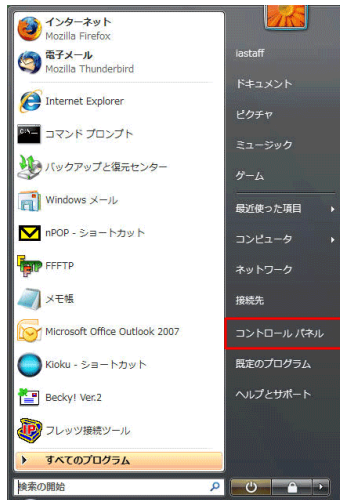 インターネット
Mozilla Firefox
電子メール
Mozilla Thunderbird
Internet Explorer
コマンド プロンプト
バックアップと復元センター
Windows メール
nPOP - ショートカット
FFFTP
メモ帳
Microsoft Office Outlook 2007
Kioku - ショートカット
Becky! Ver.2
フレッツ接続ツール
すべてのプログラム
検索の開始
iastaff
ドキュメント
ピクチャ
ミュージック
ゲーム
最近使った項目
コンピュータ
ネットワーク
接続先
コントロール パネル
既定のプログラム
ヘルプとサポート